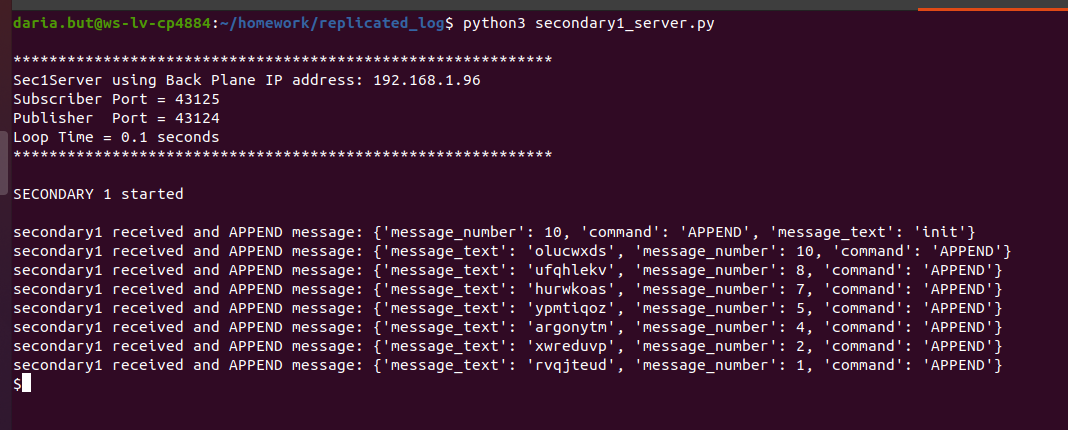 daria.but@ws-lv-cp4884:~/homework/replicated_log$ python3 secondary1_server.py
************************************************************
Sec1Server using Back Plane IP address: 192.168.1.96
Subscriber Port = 43125
Publisher  Port = 43124
Loop Time = 0.1 seconds
************************************************************
SECONDARY 1 started
secondary1 received and APPEND message: {'message_number': 10, 'command': 'APPEND', 'message_text': 'init'}
secondary1 received and APPEND message: {'message_text': 'olucwxds', 'message_number': 10, 'command': 'APPEND'}
secondary1 received and APPEND message: {'message_text': 'ufqhlekv', 'message_number': 8, 'command': 'APPEND'}
secondary1 received and APPEND message: {'message_text': 'hurwkoas', 'message_number': 7, 'command': 'APPEND'}
secondary1 received and APPEND message: {'message_text': 'ypmtiqoz', 'message_number': 5, 'command': 'APPEND'}
secondary1 received and APPEND message: {'message_text': 'argonytm', 'message_number': 4, 'command': 'APPEND'}
secondary1 received and APPEND message: {'message_text': 'xwreduvp', 'message_number': 2, 'command': 'APPEND'}
secondary1 received and APPEND message: {'message_text': 'rvqjteud', 'message_number': 1, 'command': 'APPEND'}
$